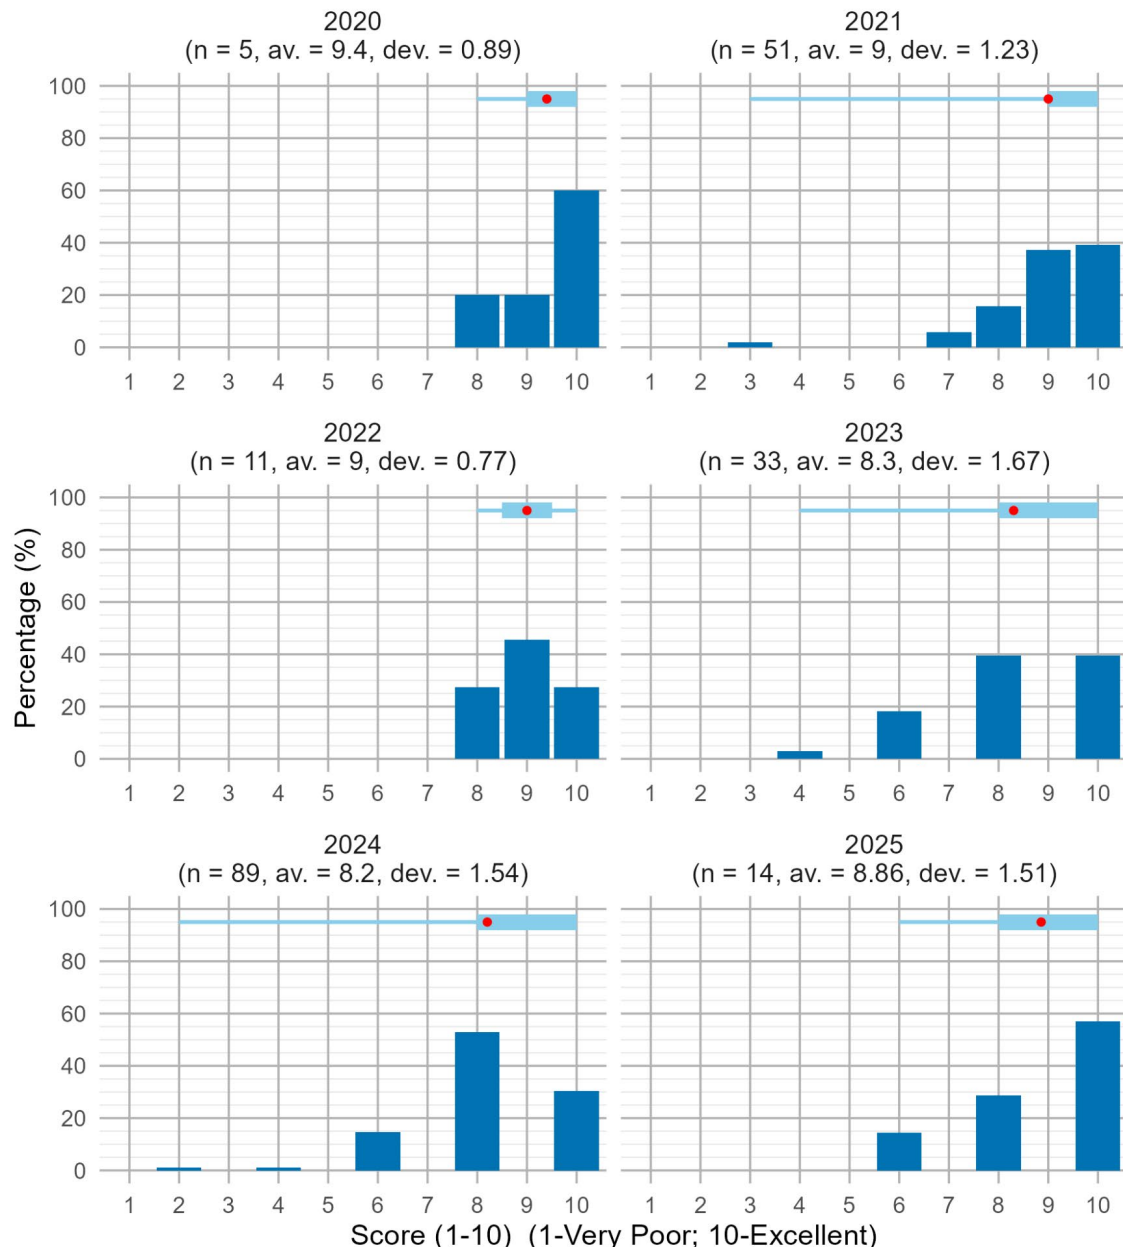 2020
(n = 5, av. = 9.4, dev. = 0.89)
2021
(n = 51, av. = 9, dev. = 1.23)
100
80
60
40
20
0
1 2 3 4 5 6 7 8 9 10
1 2 3 4 5 6 7 8 9 10
2022
(n = 11, av. = 9, dev. = 0.77)
2023
(n = 33, av. = 8.3, dev. = 1.67)
Percentage (%)
100
80
60
40
20
0
1 2 3 4 5 6 7 8 9 10
1 2 3 4 5 6 7 8 9 10
2024
(n = 89, av. = 8.2, dev. = 1.54)
2025
(n = 14, av. = 8.86, dev. = 1.51)
100
80
60
40
20
0
1 2 3 4 5 6 7 8 9 10
1 2 3 4 5 6 7 8 9 10
Score (1-10) (1-Very Poor; 10-Excellent)